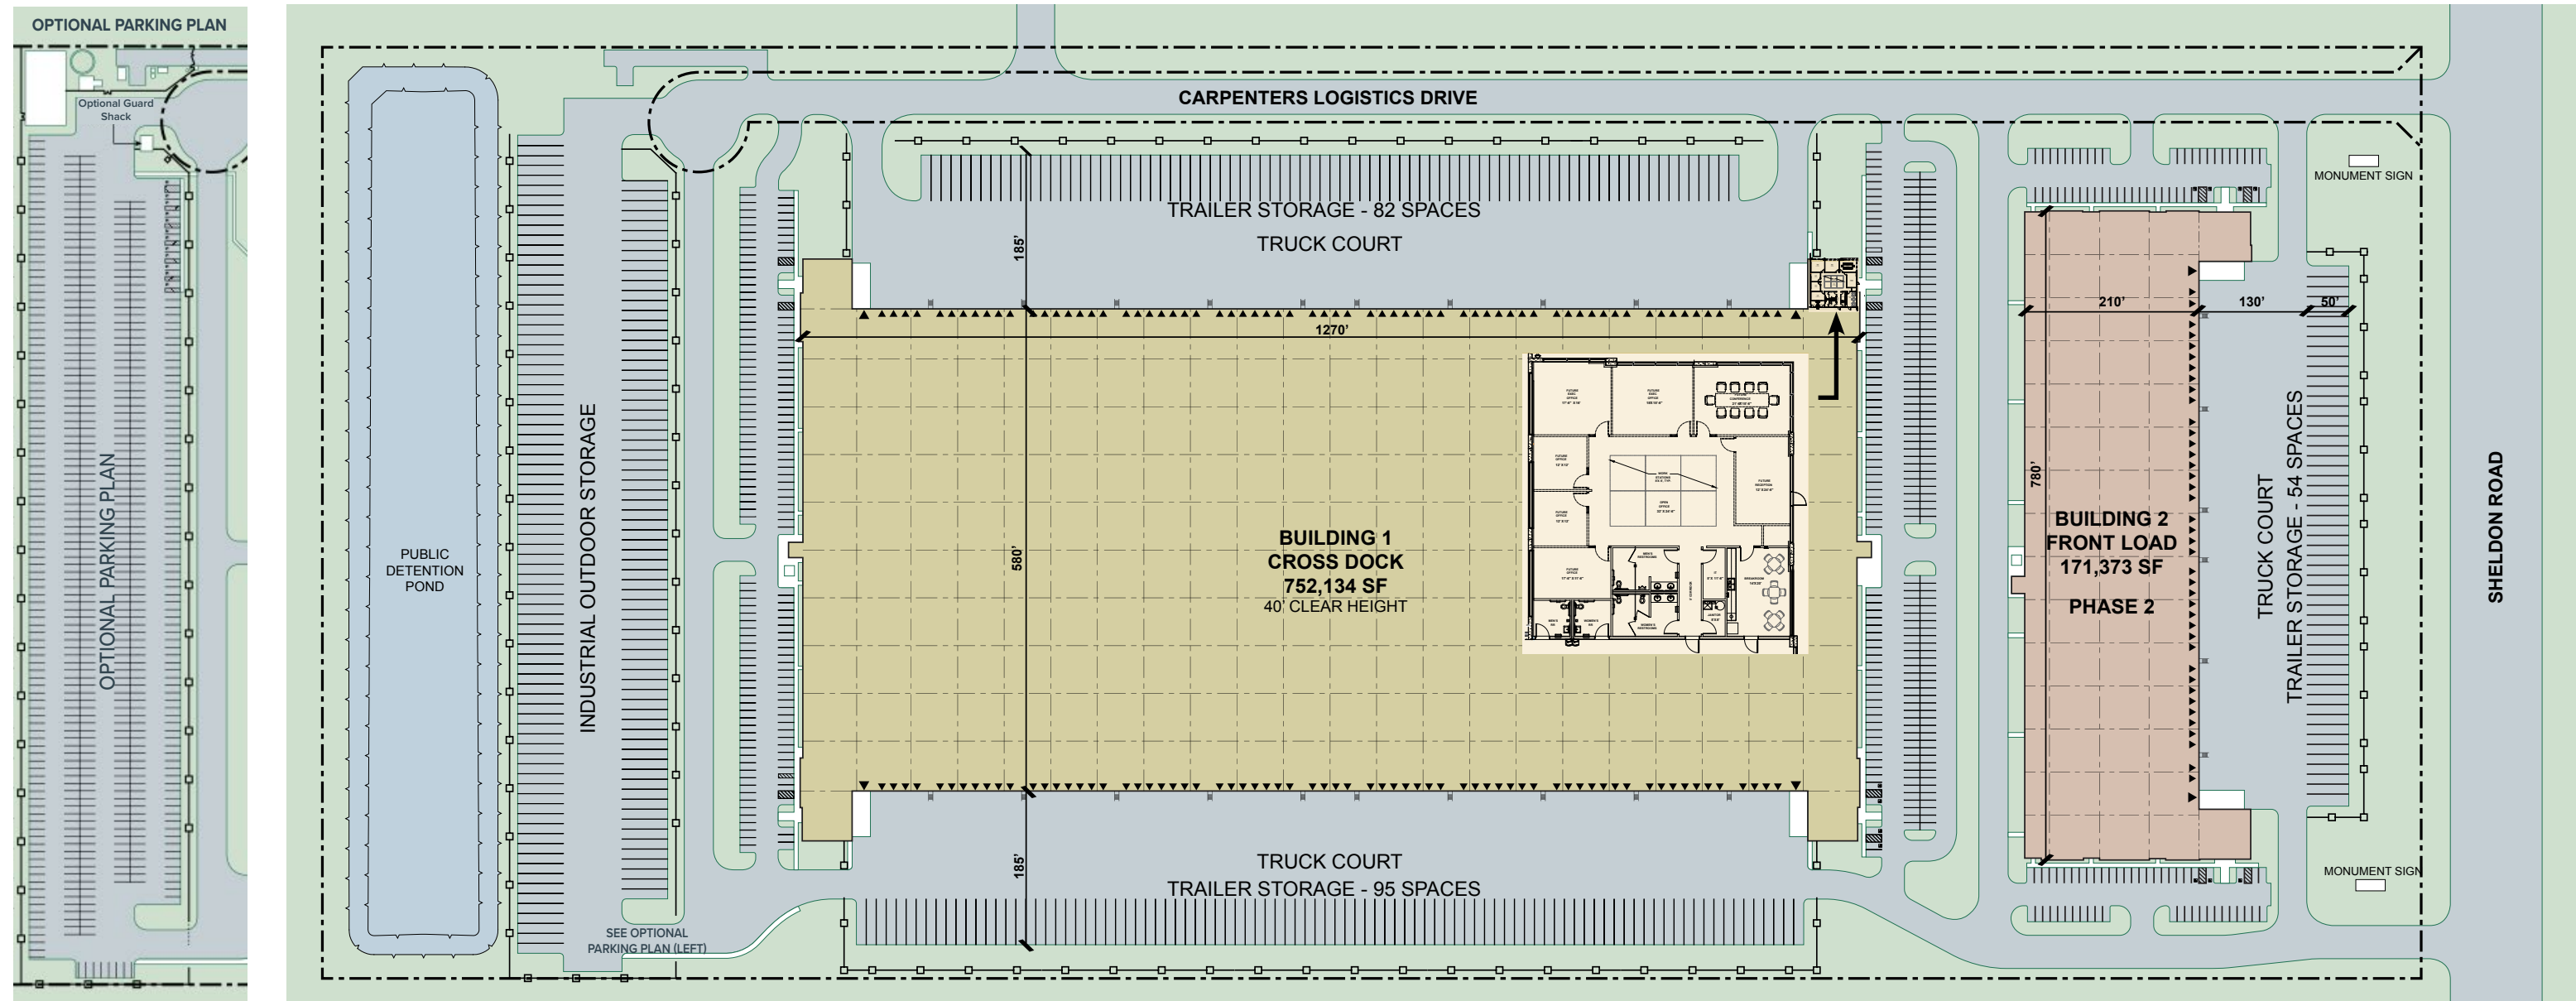 OPTIONAL PARKING PLAN
Optional Guard
Shack
OPTIONAL PARKING PLAN
CARPENTERS LOGISTICS DRIVE
TRAILER STORAGE - 82 SPACES
TRUCK COURT
185'
1270'
PUBLIC
DETENTION
POND
INDUSTRIAL OUTDOOR STORAGE
SEE OPTIONAL
PARKING PLAN (LEFT)
580'
BUILDING 1
CROSS DOCK
752,134 SF
40' CLEAR HEIGHT
185'
TRUCK COURT
TRAILER STORAGE - 95 SPACES
210'
130'
50'
780'
BUILDING 2
FRONT LOAD
171,373 SF
PHASE 2
TRUCK COURT
TRAILER STORAGE - 54 SPACES
MONUMENT SIGN
MONUMENT SIGN
SHELDON ROAD